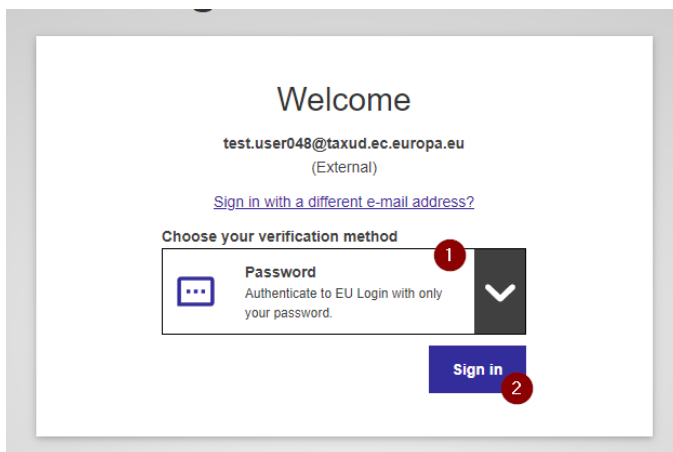 Welcome
test.user048@taxud.ec.europa.eu
(External)
Sign in with a different e-mail address?
Choose your verification method
1
Password
Authenticate to EU Login with only
your password.
Sign in
2